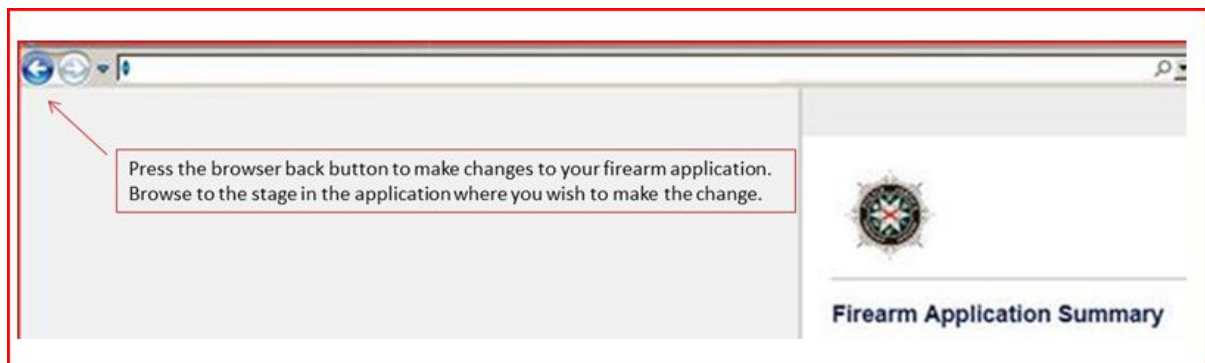 Press the browser back button to make changes to your firearm application.
Browse to the stage in the application where you wish to make the change.
Firearm Application Summary